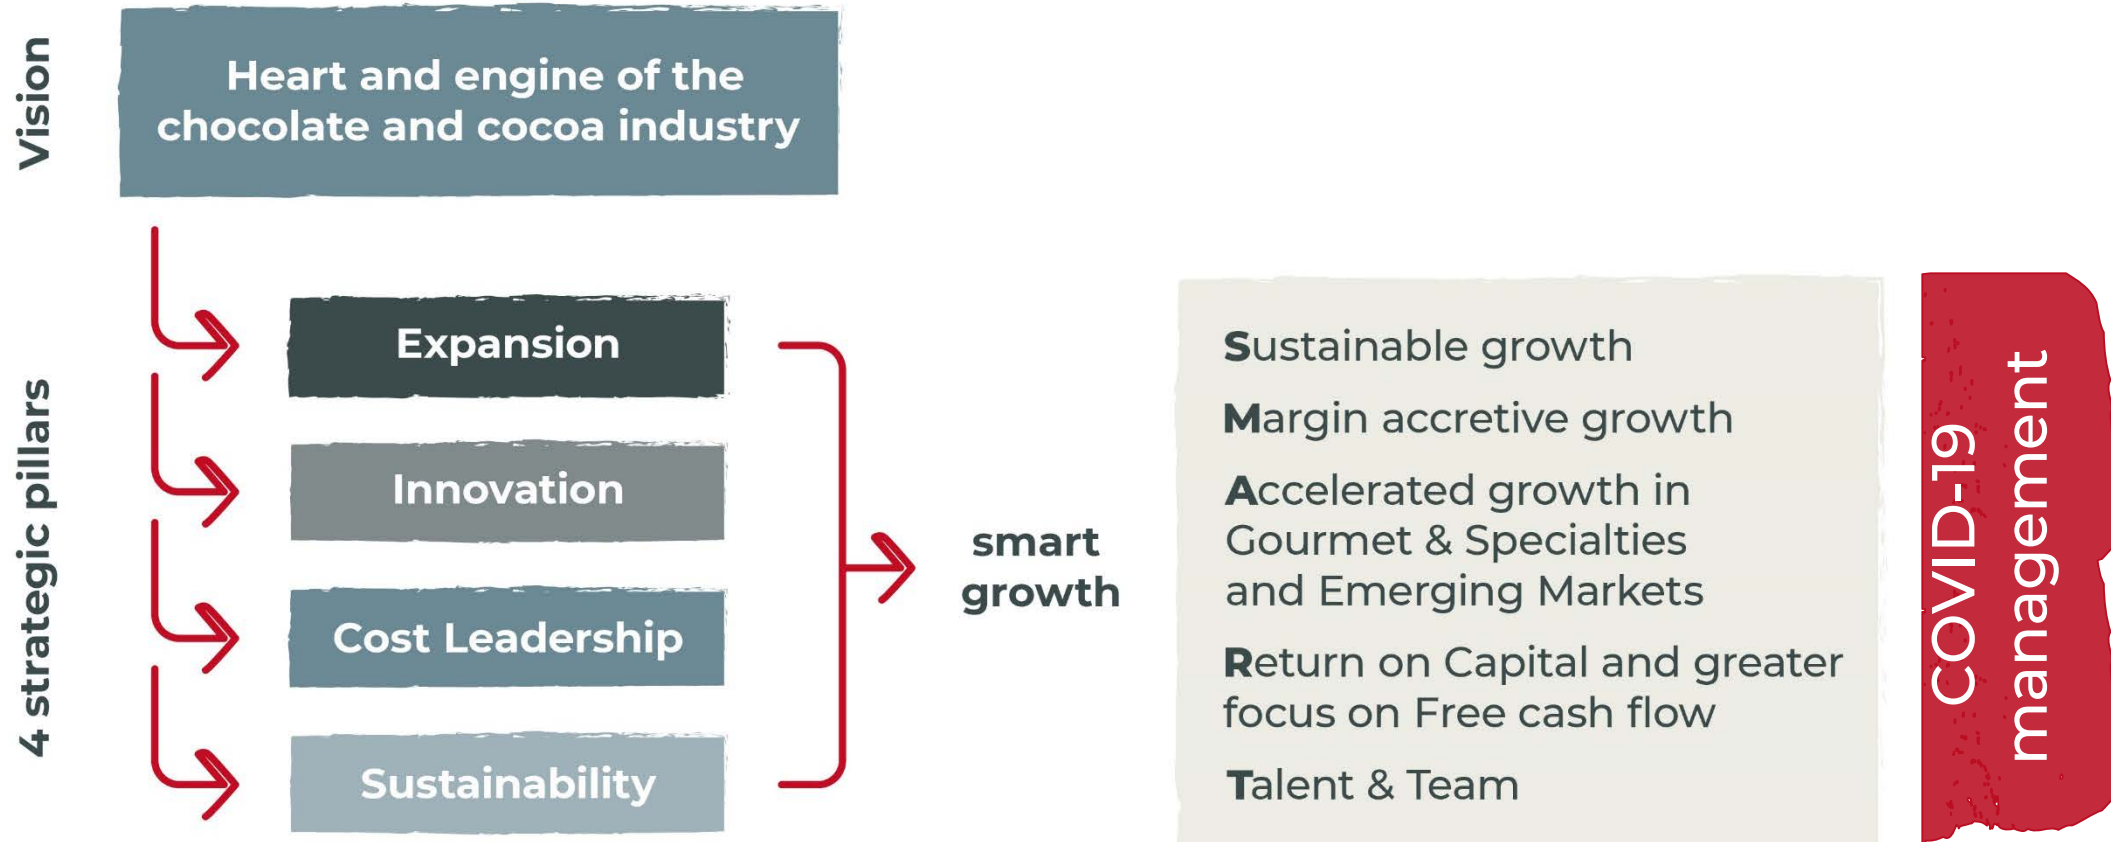 Vision
Heart and engine of the
chocolate and cocoa industry
4 strategic pillars
Expansion
Innovation
Cost Leadership
Sustainability
smart
growth
Sustainable growth
Margin accretive growth
Accelerated growth in
Gourmet & Specialties
and Emerging Markets
Return on Capital and greater
focus on Free cash flow
Talent & Team
COVID-19
management